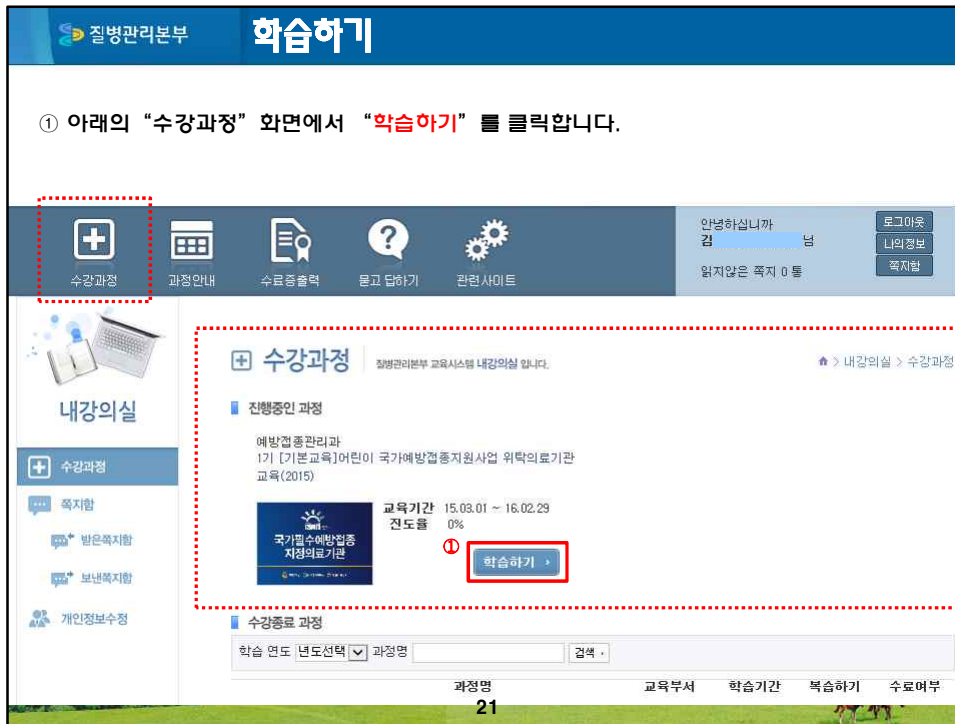 질병관리본부
학습하기
① 아래의 “수강과정” 화면에서 “학습하기” 를 클릭합니다.
수강과정
과정안내
수료증출력
묻고 답하기
관련사이트
안녕하십니까
김 님
읽지않은 쪽지 0 통
로그아웃
나의정보
쪽지함
내강의실
수강과정
쪽지함
받은쪽지함
보낸쪽지함
개인정보수정
수강과정 질병관리본부 교육시스템 내강의실 입니다.
> 내강의실 > 수강과정
진행중인 과정
예방접종관리과
1기 [기본교육]어린이 국가예방접종지원사업 위탁의료기관
교육(2015)
국가필수예방접종
지정의료기관
교육기간 15.03.01 ~ 16.02.29
진도율 0%
①
학습하기
수강종료 과정
학습 연도 년도선택 과정명 검색
과정명 교육부서 학습기간 복습하기 수료여부
21